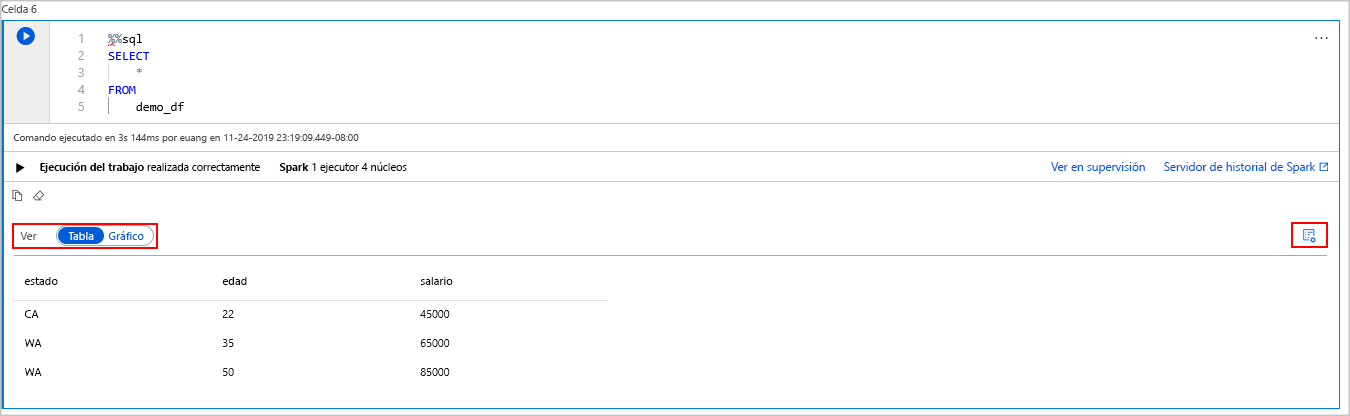 Celda 6
1 %%sql
2 SELECT
3 *
4 FROM
5 demo_df
...
Comando ejecutado en 3s 144ms por euang en 11-24-2019 23:19:09.449-08:00
Ejecución del trabajo realizada correctamente Spark 1 ejecutor 4 núcleos Ver en supervisión Servidor de historial de Spark
Ver Tabla Gráfico
estado edad salario
CA 22 45000
WA 35 65000
WA 50 85000